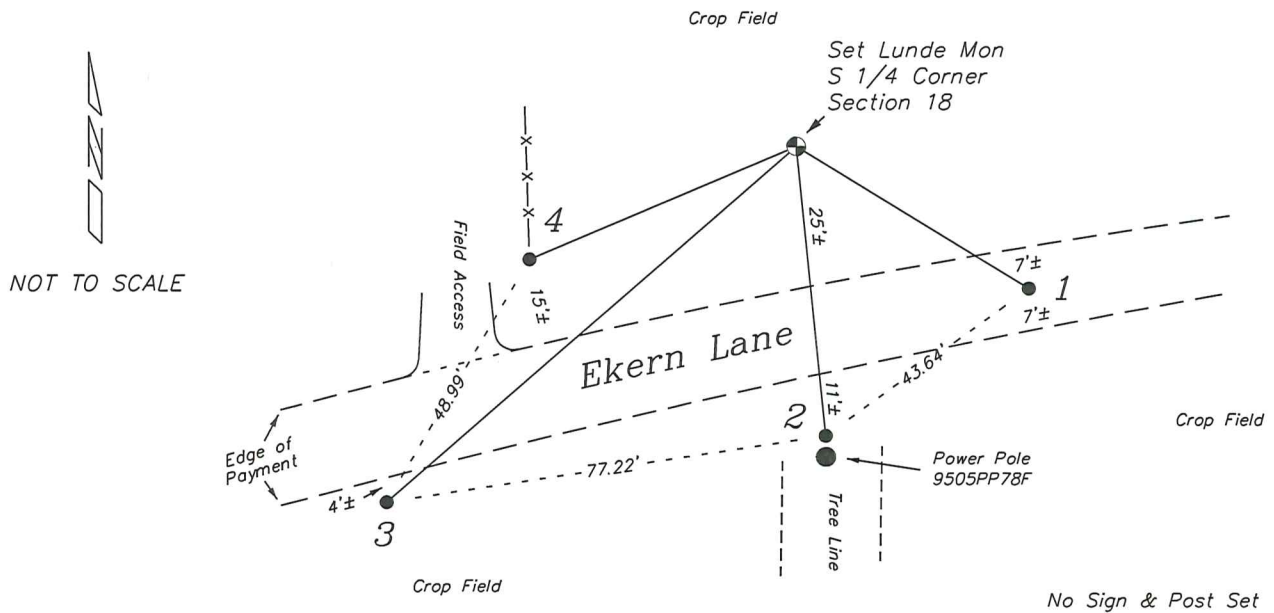 Crop Field
Set Lunde Mon
S 1/4 Corner
Section 18
N
NOT TO SCALE
x
x
x
4
Field Access
15'±
25'±
7'±
1
7'±
Ekern Lane
48.99'
43.64'
11'±
2
Crop Field
Edge of
Payment
77.22'
Power Pole
9505PP78F
4'±
3
Tree Line
Crop Field
No Sign & Post Set